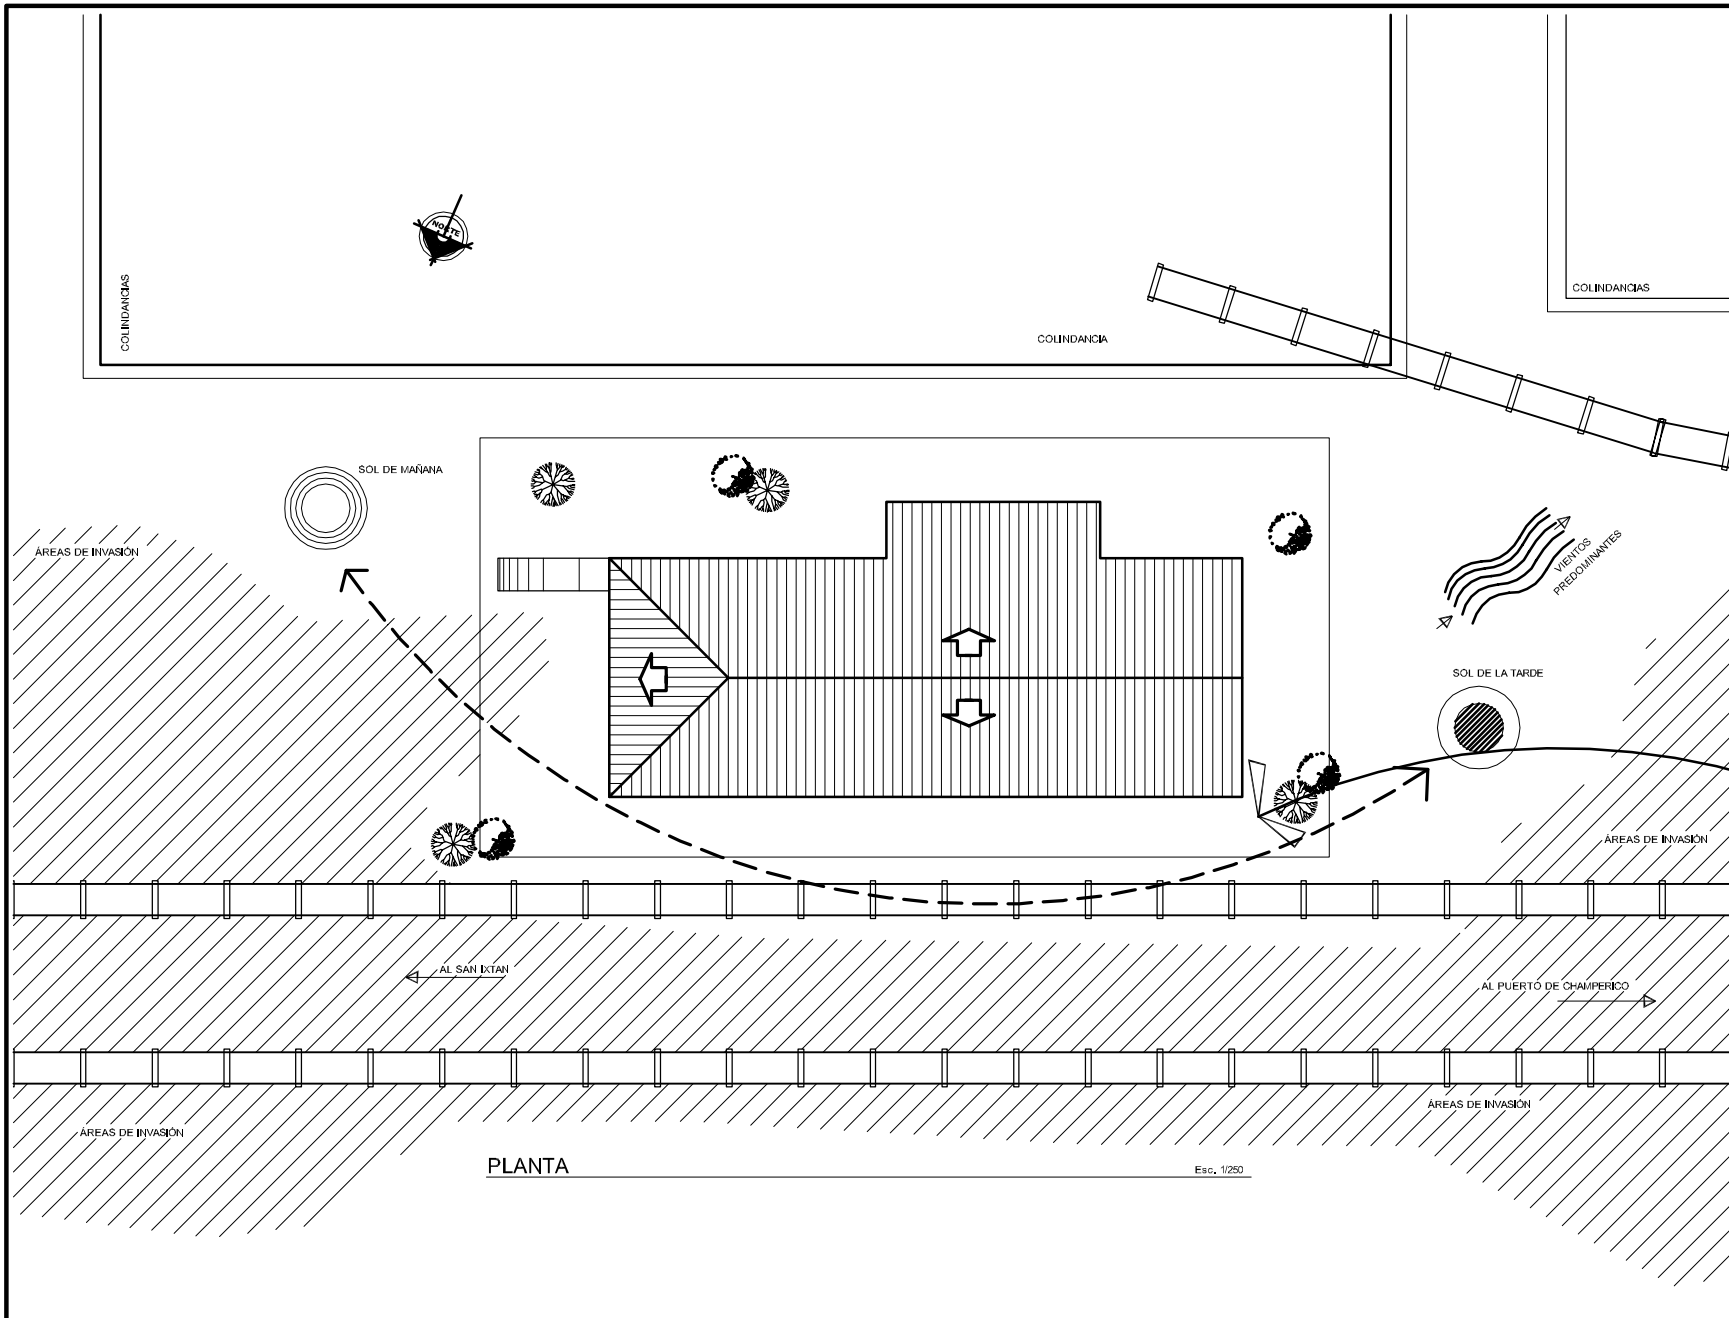 NORTE
COLINDANCIAS
COLINDANCIAS
COLINDANCIA
SOL DE MAÑANA
ÁREAS DE INVASIÓN
VIENTOS
PREDOMINANTES
SOL DE LA TARDE
ÁREAS DE INVASIÓN
AL SAN IXTAN
AL PUERTO DE CHAMPERICO
ÁREAS DE INVASIÓN
ÁREAS DE INVASIÓN
PLANTA
Esc. 1/250